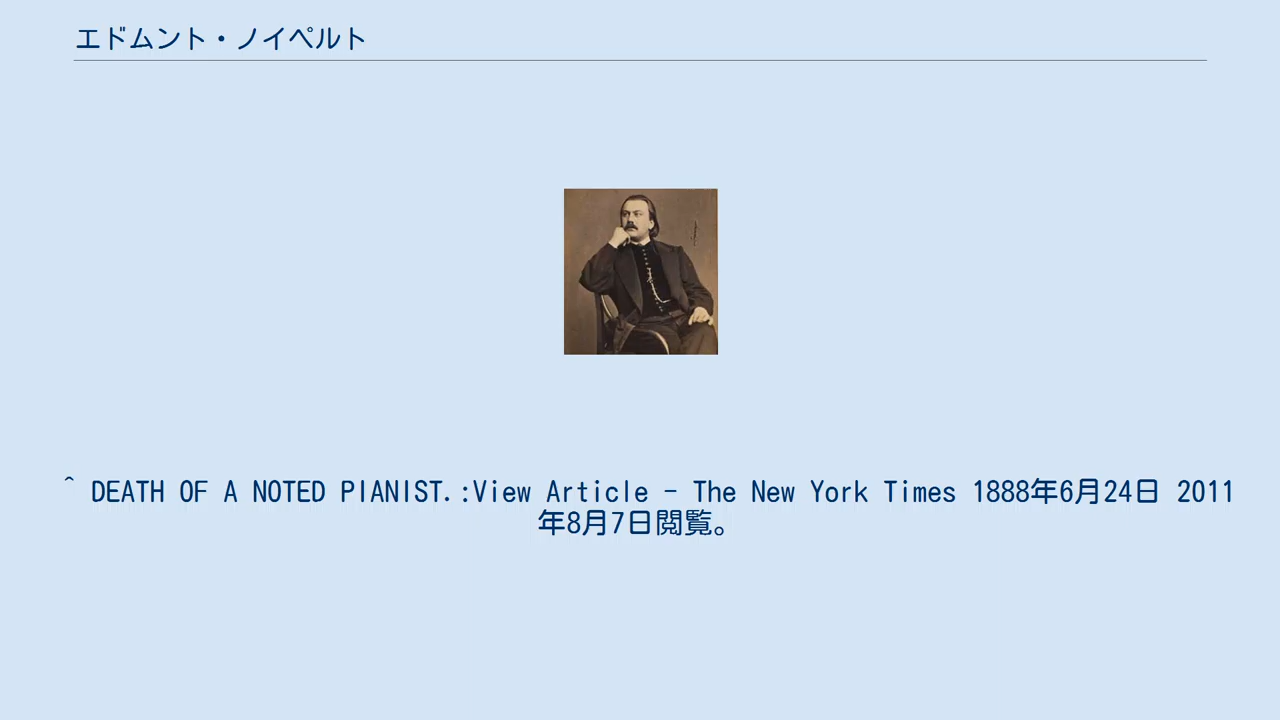 エドムント・ノイペルト
^ DEATH OF A NOTED PIANIST.:View Article - The New York Times 1888年6月24日 2011
年8月7日閲覧。